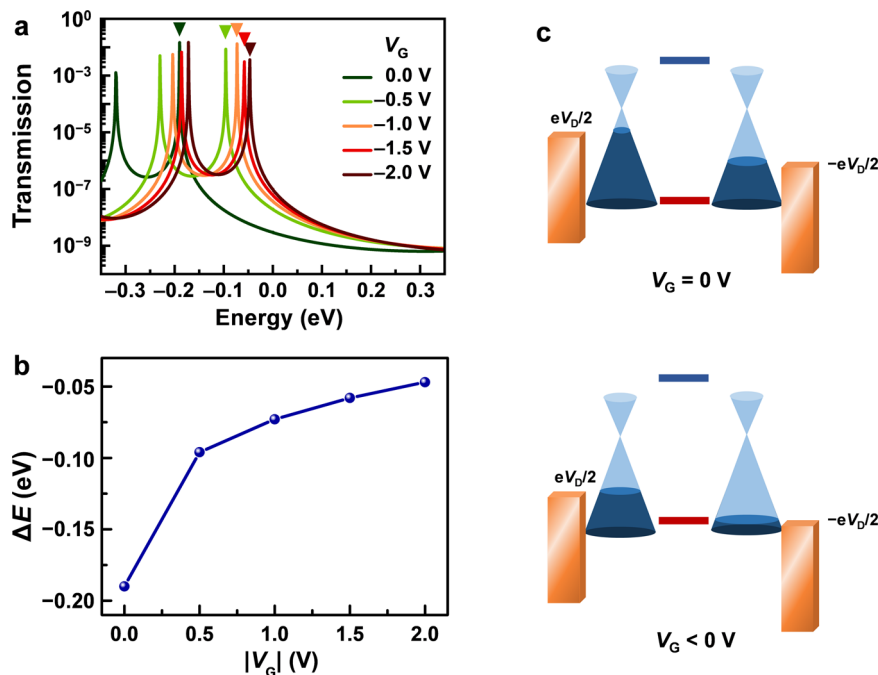 a
Transmission
10⁰
10⁻³
10⁻⁵
10⁻⁷
10⁻⁹
V_G
0.0 V
−0.5 V
−1.0 V
−1.5 V
−2.0 V
−0.3 −0.2 −0.1 0.0 0.1 0.2 0.3
Energy (eV)
b
ΔE (eV)
−0.05
−0.10
−0.15
−0.20
0.0 0.5 1.0 1.5 2.0
|V_G| (V)
c
eV_D/2
−eV_D/2
V_G = 0 V
eV_D/2
−eV_D/2
V_G < 0 V